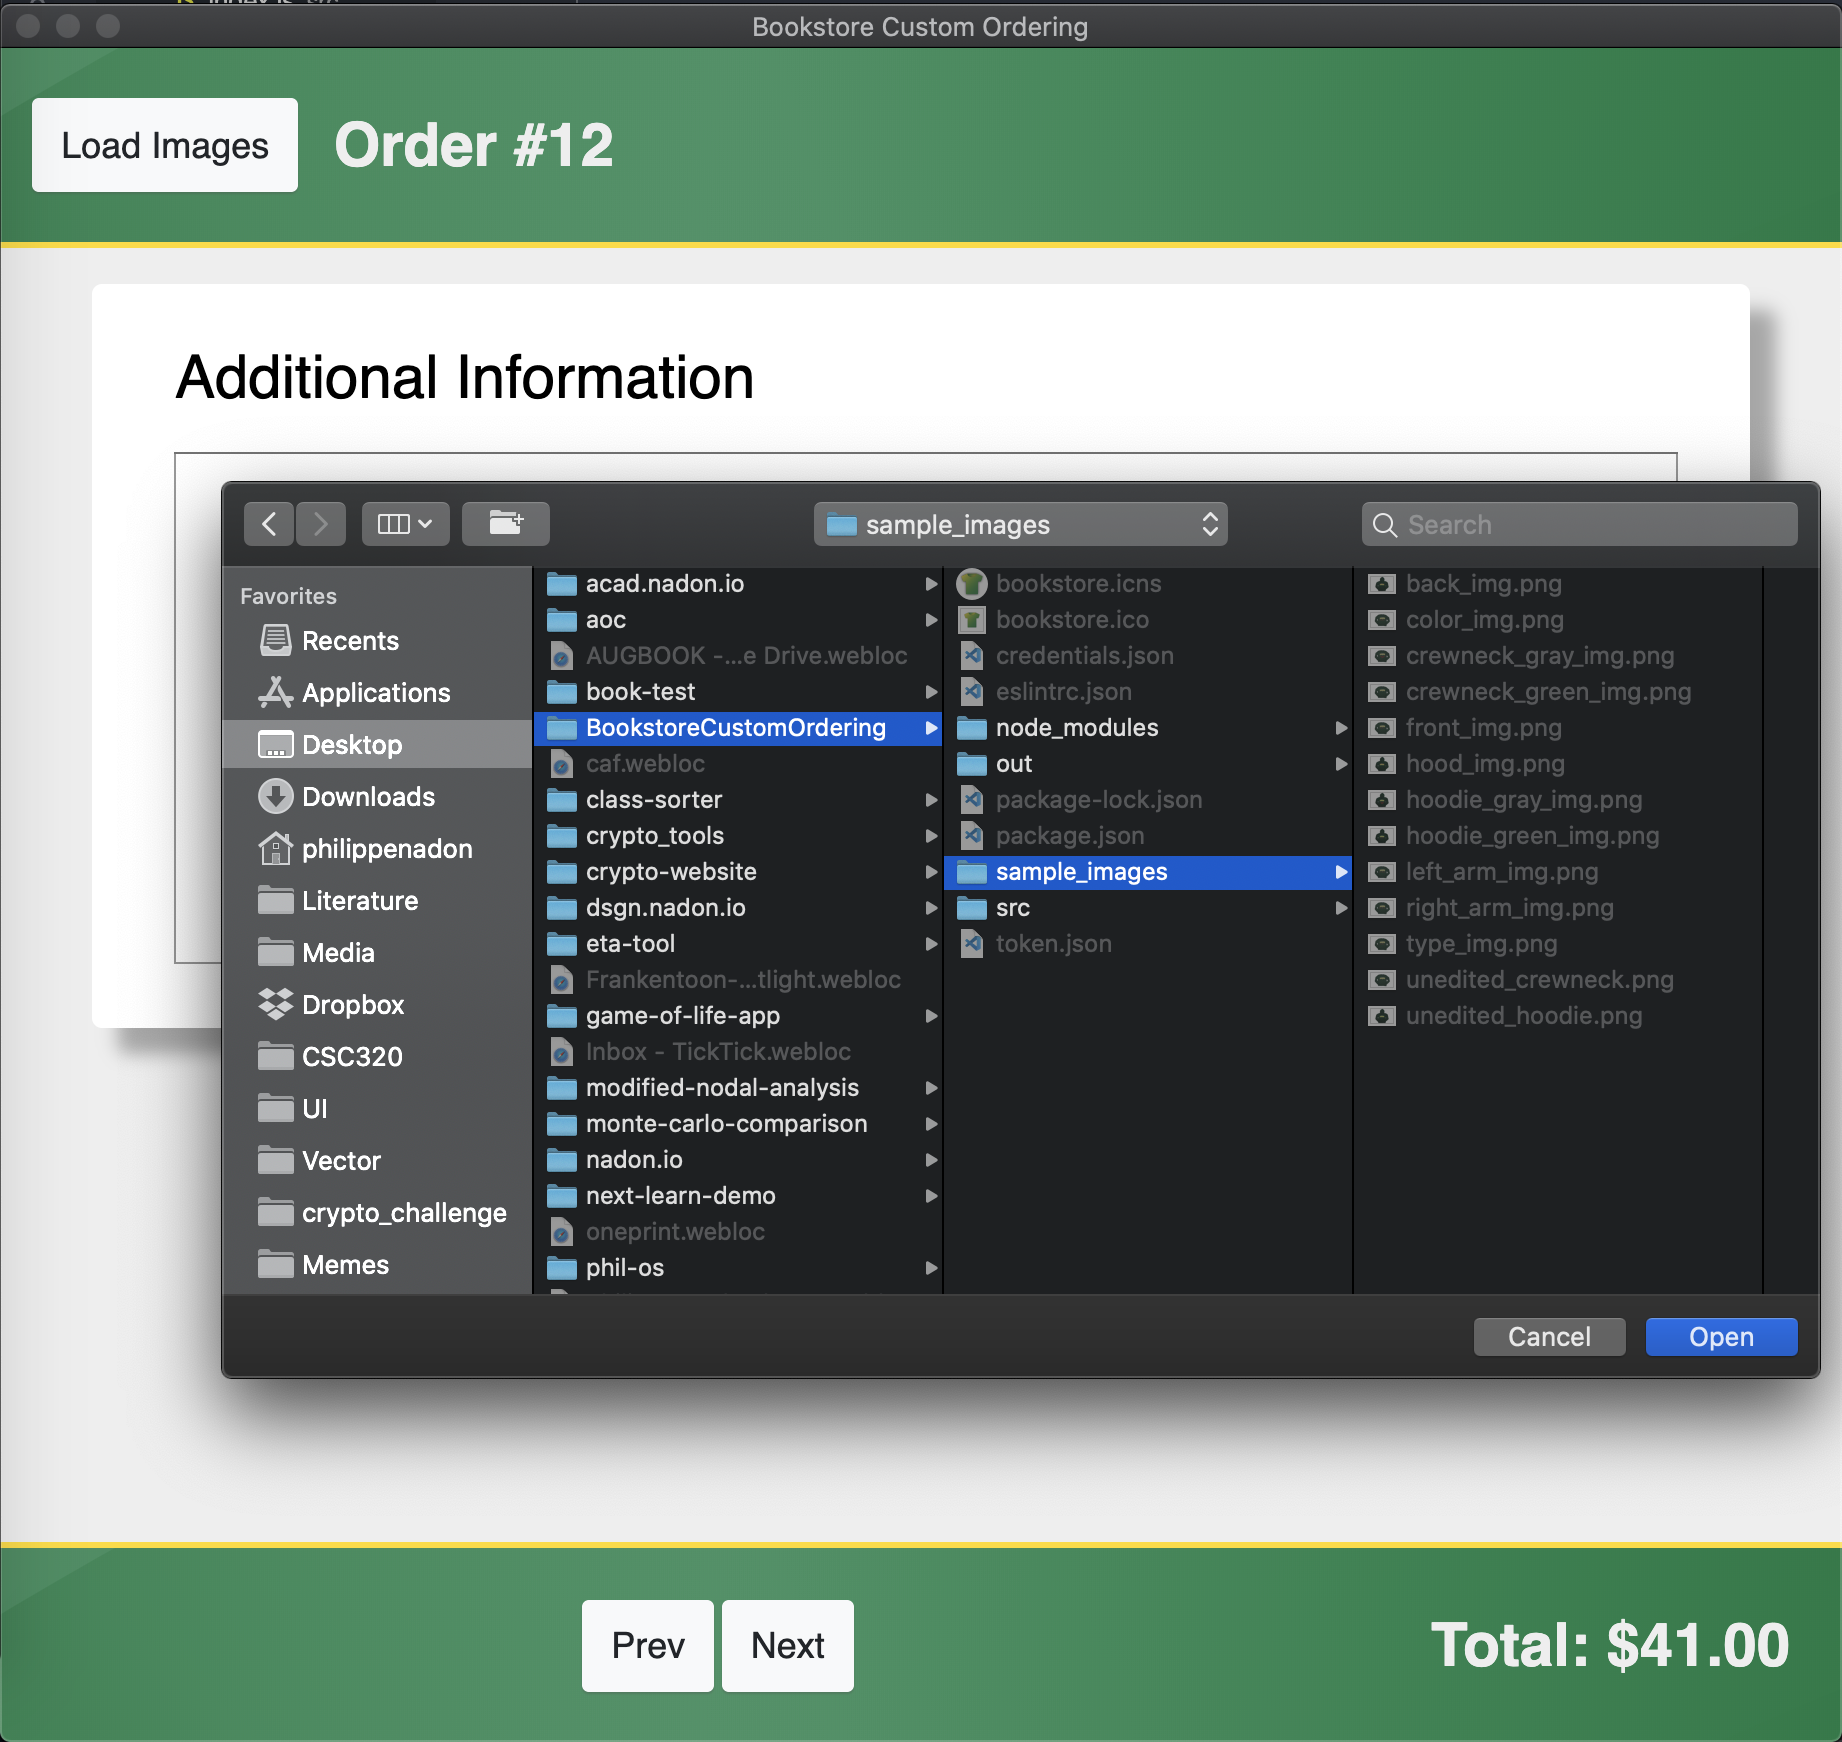 Bookstore Custom Ordering
Load Images
Order #12
Additional Information
sample_images
Search
Favorites
Recents
Applications
Desktop
Downloads
philippenadon
Literature
Media
Dropbox
CSC320
UI
Vector
crypto_challenge
Memes
acad.nadon.io
aoc
AUGBOOK -...e Drive.webloc
book-test
BookstoreCustomOrdering
caf.webloc
class-sorter
crypto_tools
crypto-website
dsgn.nadon.io
eta-tool
Frankentoon-...tlight.webloc
game-of-life-app
Inbox - TickTick.webloc
modified-nodal-analysis
monte-carlo-comparison
nadon.io
next-learn-demo
oneprint.webloc
phil-os
bookstore.icns
bookstore.ico
credentials.json
eslintrc.json
node_modules
out
package-lock.json
package.json
sample_images
src
token.json
back_img.png
color_img.png
crewneck_gray_img.png
crewneck_green_img.png
front_img.png
hood_img.png
hoodie_gray_img.png
hoodie_green_img.png
left_arm_img.png
right_arm_img.png
type_img.png
unedited_crewneck.png
unedited_hoodie.png
Cancel
Open
Prev
Next
Total: $41.00